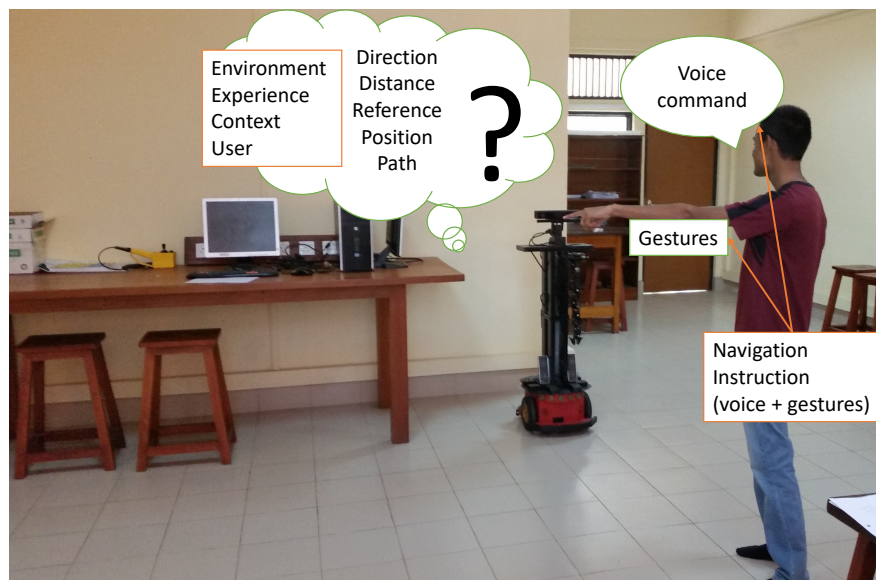 Environment
Experience
Context
User
Direction
Distance
Reference
Position
Path
?
Voice
command
Gestures
Navigation
Instruction
(voice + gestures)